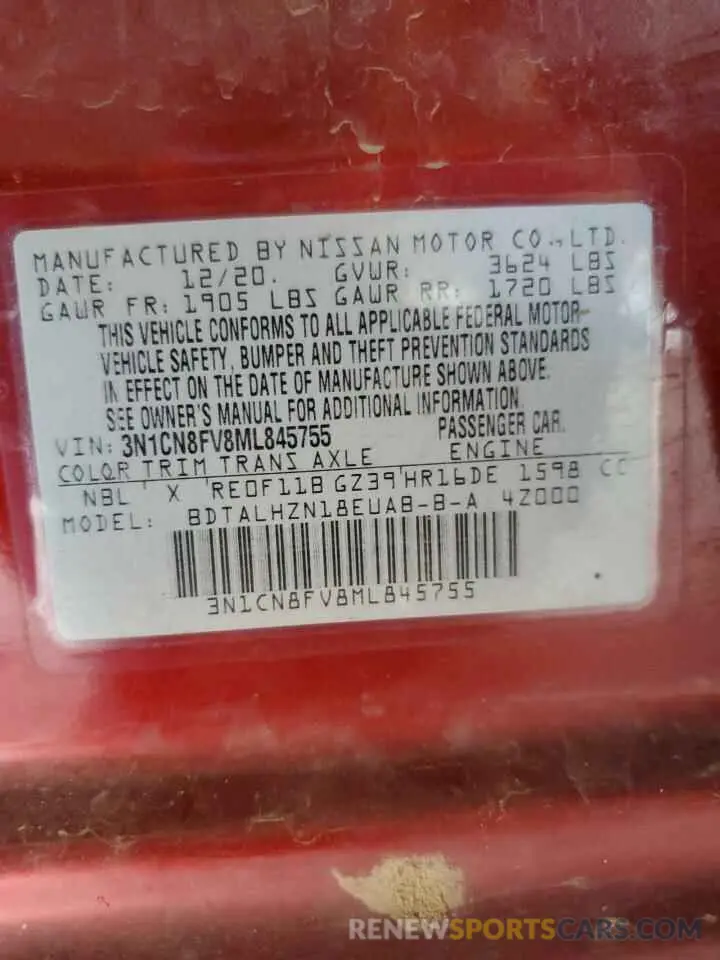 MANUFACTURED BY NISSAN MOTOR CO., LTD.
DATE: 12/20. GVWR: 3624 LBS
GAWR FR: 1905 LBS GAWR RR: 1720 LBS
THIS VEHICLE CONFORMS TO ALL APPLICABLE FEDERAL MOTOR-
VEHICLE SAFETY, BUMPER AND THEFT PREVENTION STANDARDS
IN EFFECT ON THE DATE OF MANUFACTURE SHOWN ABOVE.
SEE OWNER'S MANUAL FOR ADDITIONAL INFORMATION.
VIN: 3N1CN8FV8ML845755 PASSENGER CAR.
COLOR TRIM TRANS AXLE ENGINE
NBL X RE0F11B GZ39 HR16DE 1598 CC
MODEL: BDTALHZN18EUAB-B-A 4Z000
3N1CN8FV8ML845755
RENEWSPORTSCARS.COM